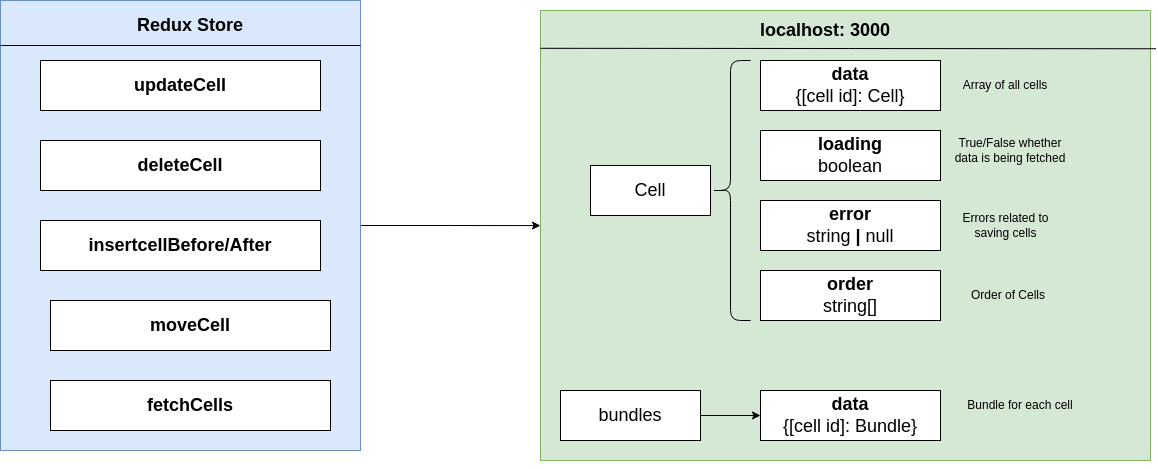 Redux Store
updateCell
deleteCell
insertcellBefore/After
moveCell
fetchCells
localhost: 3000
Cell
data
{[cell id]: Cell}
Array of all cells
loading
boolean
True/False whether
data is being fetched
error
string | null
Errors related to
saving cells
order
string[]
Order of Cells
bundles
data
{[cell id]: Bundle}
Bundle for each cell